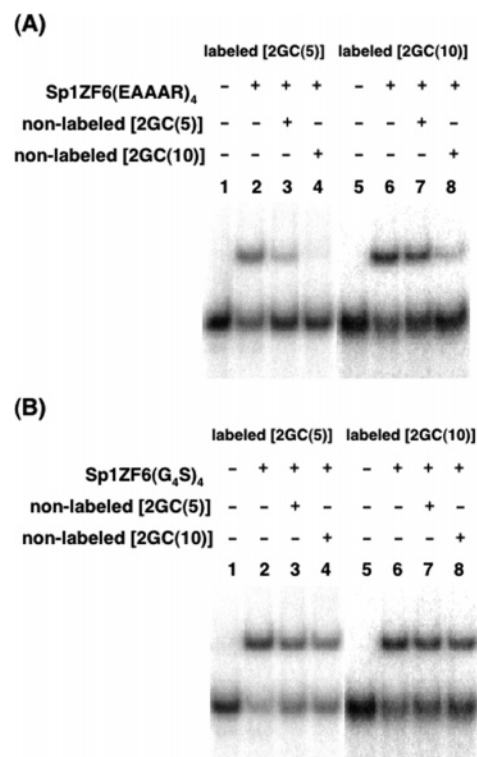 (A)
labeled [2GC(5)] labeled [2GC(10)]
Sp1ZF6(EAAAR)4 - + + + - + + +
non-labeled [2GC(5)] - - + - - - + -
non-labeled [2GC(10)] - - - + - - - +
1 2 3 4 5 6 7 8
(B)
labeled [2GC(5)] labeled [2GC(10)]
Sp1ZF6(G4S)4 - + + + - + + +
non-labeled [2GC(5)] - - + - - - + -
non-labeled [2GC(10)] - - - + - - - +
1 2 3 4 5 6 7 8